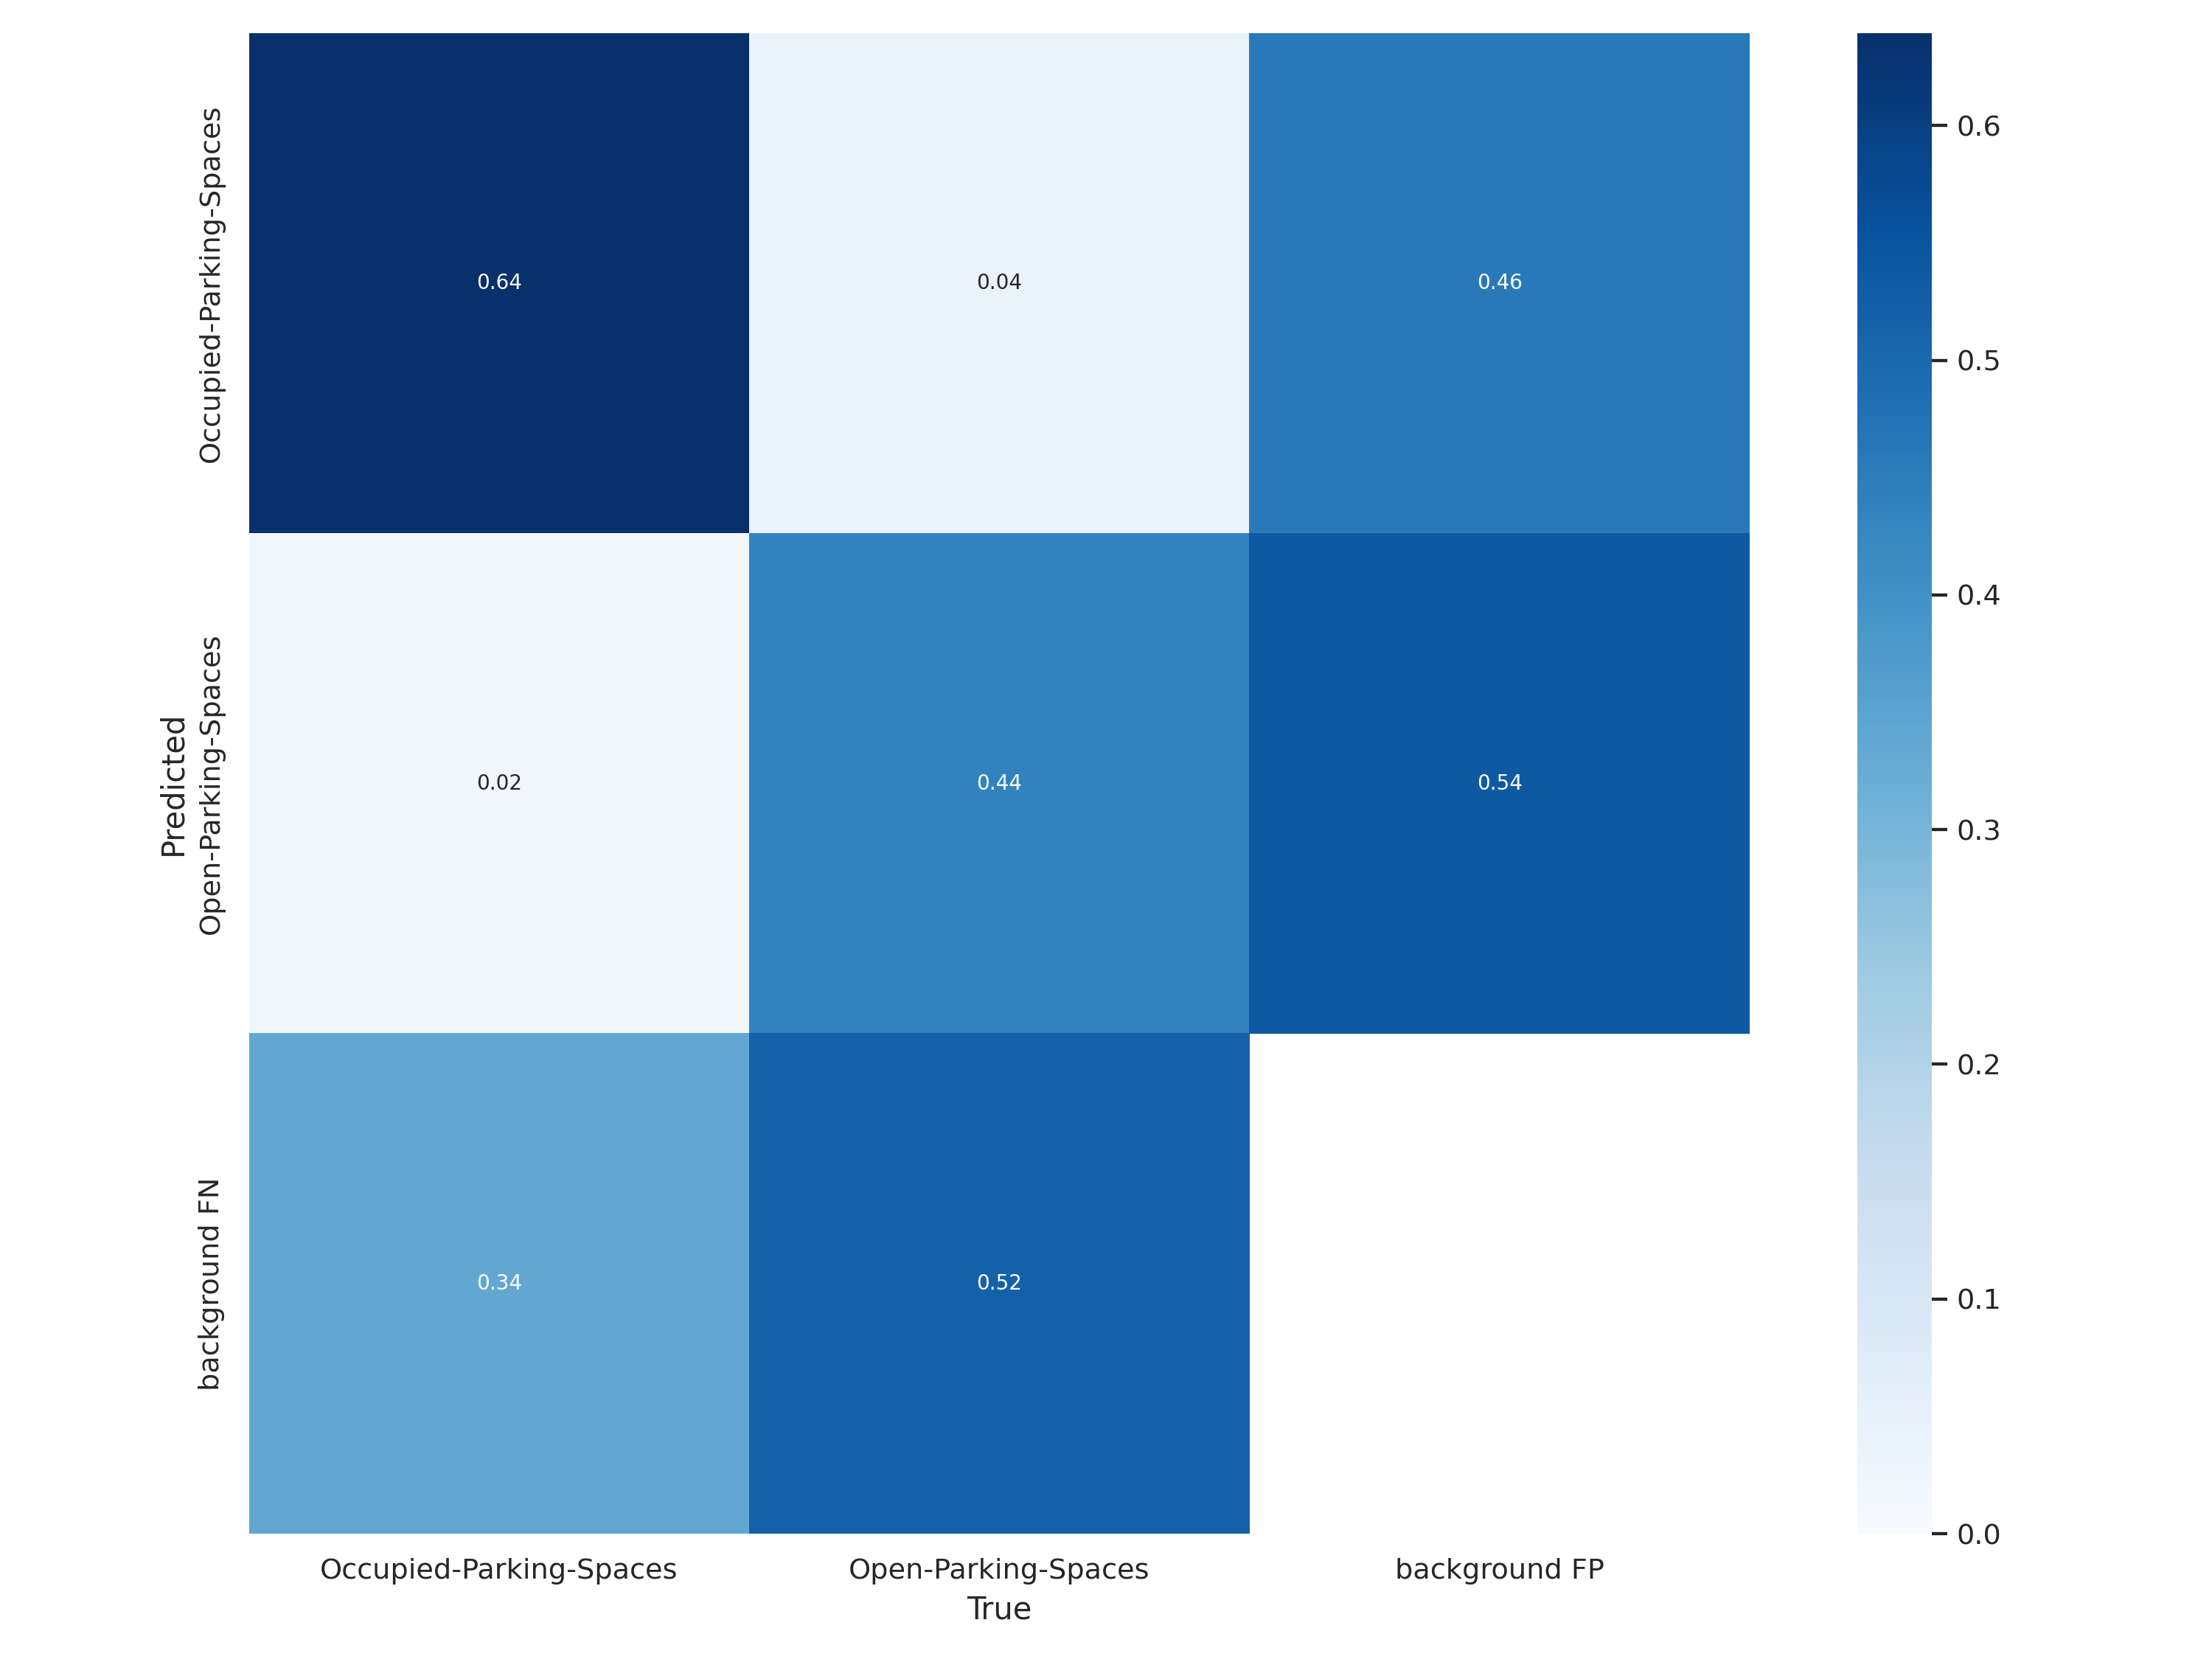 Predicted
Occupied-Parking-Spaces
0.64
0.04
0.46
Open-Parking-Spaces
0.02
0.44
0.54
background FN
0.34
0.52
Occupied-Parking-Spaces
Open-Parking-Spaces
background FP
True
0.6
0.5
0.4
0.3
0.2
0.1
0.0